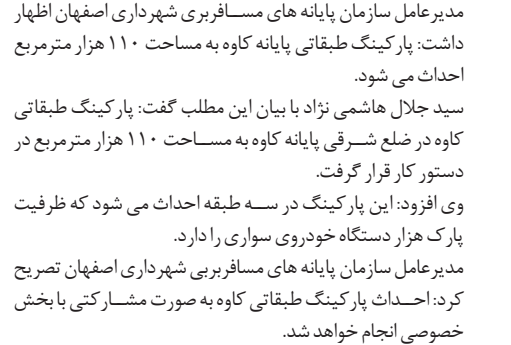 مدیرعامل سازمان پایانه های مسافربری شهرداری اصفهان اظهار
داشت: پارکینگ طبقاتی پایانه کاوه به مساحت ۱۱۰ هزار مترمربع
احداث می شود.
سید جلال هاشمی نژاد با بیان این مطلب گفت: پارکینگ طبقاتی
کاوه در ضلع شرقی پایانه کاوه به مساحت ۱۱۰ هزار مترمربع در
دستور کار قرار گرفت.
وی افزود: این پارکینگ در سه طبقه احداث می شود که ظرفیت
پارک هزار دستگاه خودروی سواری را دارد.
مدیرعامل سازمان پایانه های مسافربربی شهرداری اصفهان تصریح
کرد: احداث پارکینگ طبقاتی کاوه به صورت مشارکتی با بخش
خصوصی انجام خواهد شد.